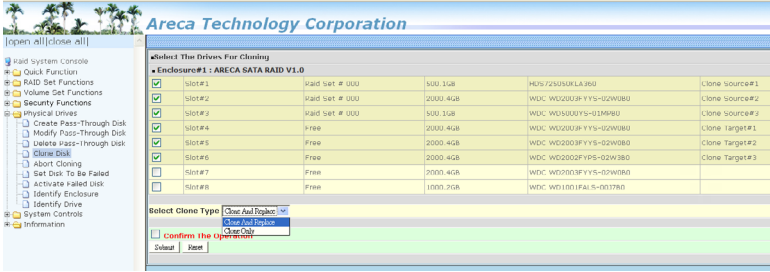 Areca Technology Corporation
|open all|close all|
Raid System Console
Quick Function
RAID Set Functions
Volume Set Functions
Security Functions
Physical Drives
Create Pass-Through Disk
Modify Pass-Through Disk
Delete Pass-Through Disk
Clone Disk
Abort Cloning
Set Disk To Be Failed
Activate Failed Disk
Identify Enclosure
Identify Drive
System Controls
Information
Select The Drives For Cloning
Enclosure#1 : ARECA SATA RAID V1.0
Slot#1 Raid Set # 000 500.1GB HDS725050KLA360 Clone Source#1
Slot#2 Raid Set # 000 2000.4GB WDC WD2003FYYS-02W0B0 Clone Source#2
Slot#3 Raid Set # 000 500.1GB WDC WD5000YS-01MPB0 Clone Source#3
Slot#4 Free 2000.4GB WDC WD2003FYYS-02W0B0 Clone Target#1
Slot#5 Free 2000.4GB WDC WD2003FYYS-02W0B0 Clone Target#2
Slot#6 Free 2000.4GB WDC WD2002FYPS-02W3B0 Clone Target#3
Slot#7 Free 2000.4GB WDC WD2003FYYS-02W0B0
Slot#8 Free 1000.2GB WDC WD1001FALS-00J7B0
Select Clone Type Clone And Replace
Clone And Replace
Clone Only
Confirm The Operation
Submit Reset